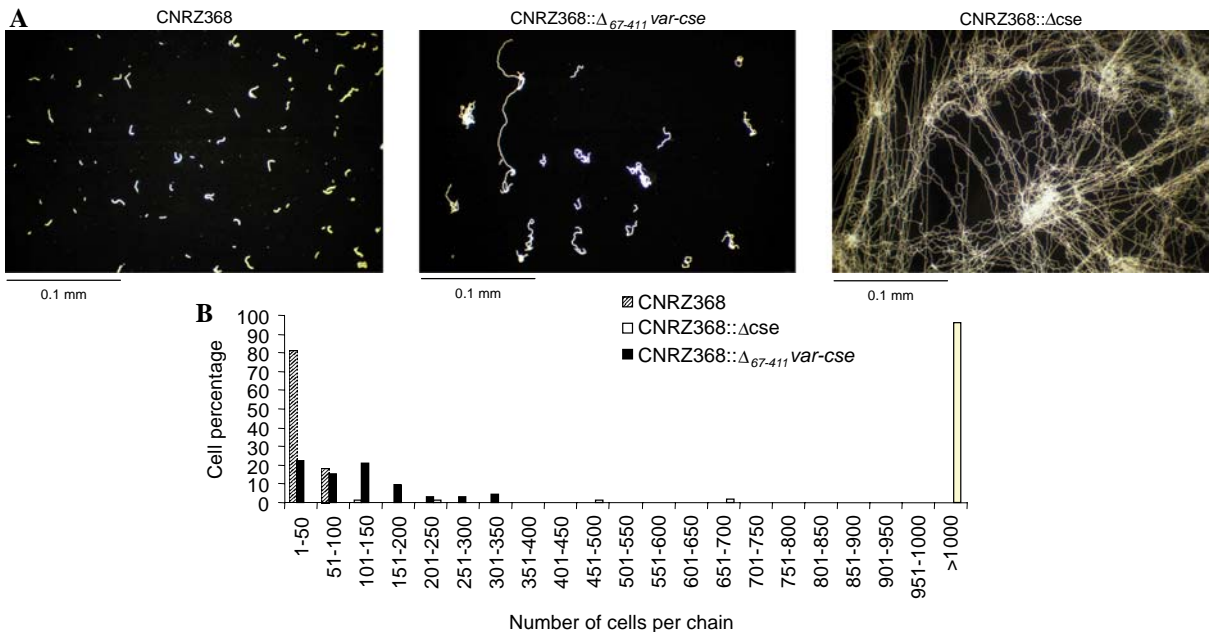 A
CNRZ368
CNRZ368::Δ67-411 var-cse
CNRZ368::Δcse
0.1 mm
0.1 mm
0.1 mm
B
CNRZ368
CNRZ368::Δcse
CNRZ368::Δ67-411 var-cse
Cell percentage
100
90
80
70
60
50
40
30
20
10
0
1-50
51-100
101-150
151-200
201-250
251-300
301-350
351-400
401-450
451-500
501-550
551-600
601-650
651-700
701-750
751-800
801-850
851-900
901-950
951-1000
>1000
Number of cells per chain